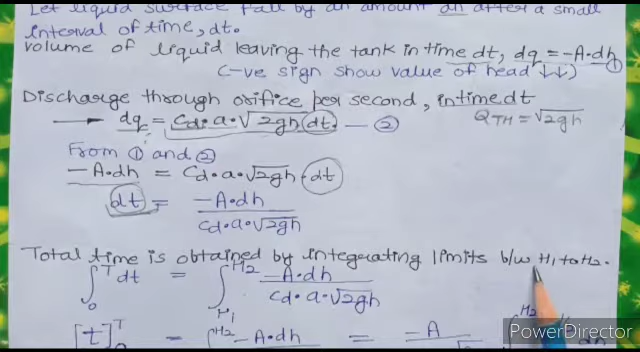 Let liquid surface fall by an amount dh after a small
interval of time, dt.
Volume of liquid leaving the tank in time dt, dq = -A·dh ①
(-ve sign show value of head ↓↓)
Discharge through orifice per second, in time dt
→ dq = Cd·a·√2gh (dt) — ② QTH = √2gh
From ① and ②
-A·dh = Cd·a·√2gh·dt
dt = -A·dh / Cd·a·√2gh
Total time is obtained by integrating limits b/w H1 to H2.
∫₀ᵀ dt = ∫H1 H2 -A·dh / Cd·a·√2gh
[t]₀ᵀ = ∫H2 -A·dh = -A H2
PowerDirector